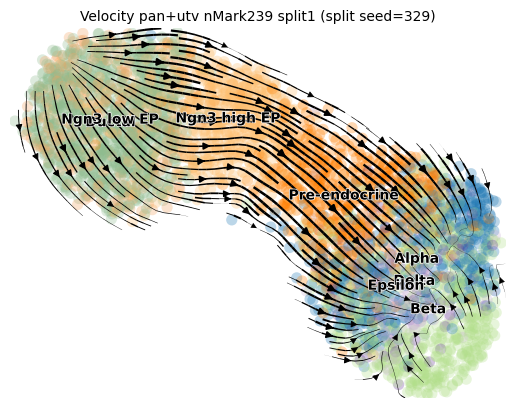 Velocity pan+utv nMark239 split1 (split seed=329)
Ngn3 low EP
Ngn3 high EP
Pre-endocrine
Alpha
Delta
Epsilon
Beta